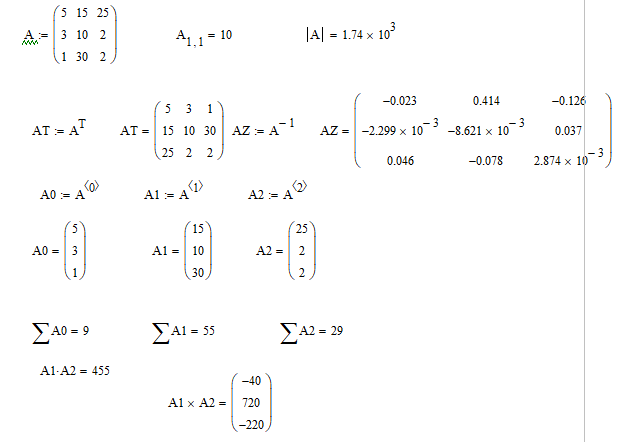 A := ( 5 15 25 ; 3 10 2 ; 1 30 2 )   A₁,₁ = 10   |A| = 1.74 × 10³
AT := Aᵀ   AT = ( 5 3 1 ; 15 10 30 ; 25 2 2 )   AZ := A⁻¹   AZ = ( −0.023 0.414 −0.126 ; −2.299 × 10⁻³ −8.621 × 10⁻³ 0.037 ; 0.046 −0.078 2.874 × 10⁻³ )
A0 := A^⟨0⟩   A1 := A^⟨1⟩   A2 := A^⟨2⟩
A0 = ( 5 ; 3 ; 1 )   A1 = ( 15 ; 10 ; 30 )   A2 = ( 25 ; 2 ; 2 )
∑A0 = 9   ∑A1 = 55   ∑A2 = 29
A1·A2 = 455
A1 × A2 = ( −40 ; 720 ; −220 )